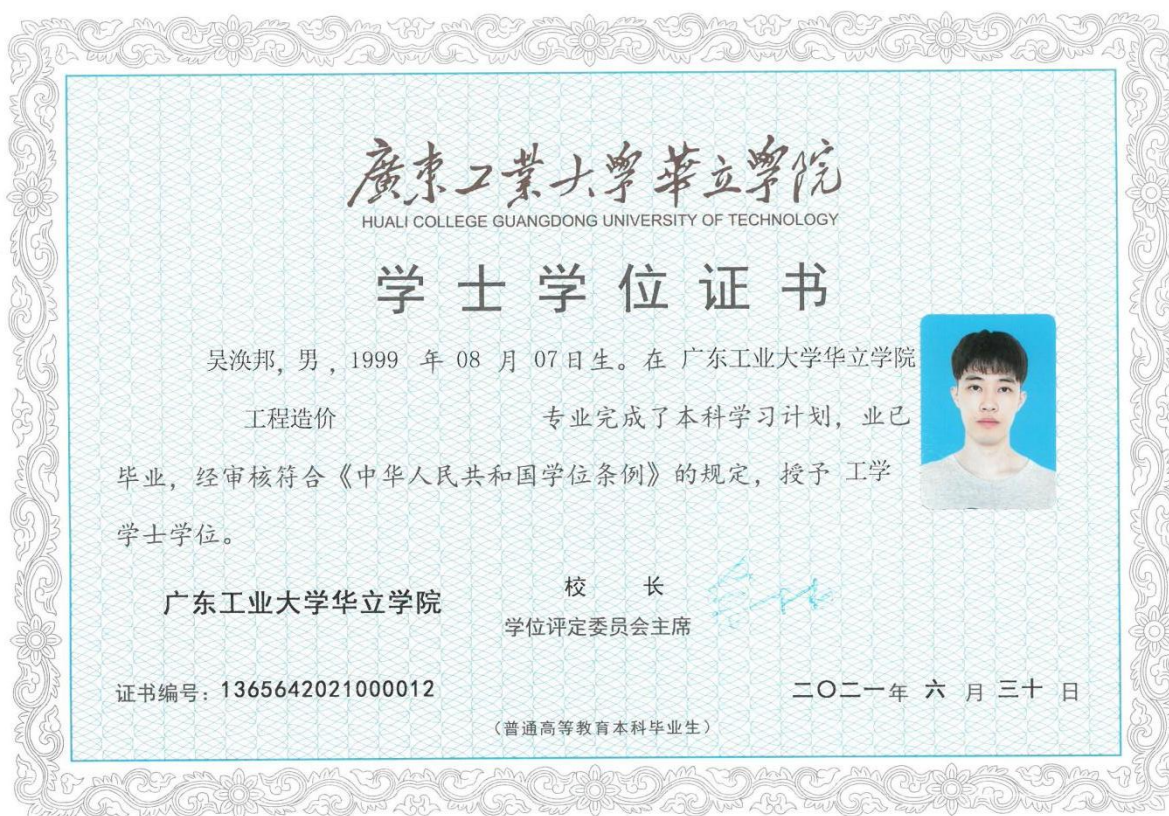 廣東工業大學華立學院
HUALI COLLEGE GUANGDONG UNIVERSITY OF TECHNOLOGY
学士学位证书
吴涣邦, 男 , 1999 年 08 月 07日生。在 广东工业大学华立学院
工程造价 专业完成了本科学习计划, 业已
毕业, 经审核符合《中华人民共和国学位条例》的规定, 授予 工学
学士学位。
广东工业大学华立学院
校 长
学位评定委员会主席
证书编号: 1365642021000012
二〇二一年 六 月 三十 日
(普通高等教育本科毕业生)